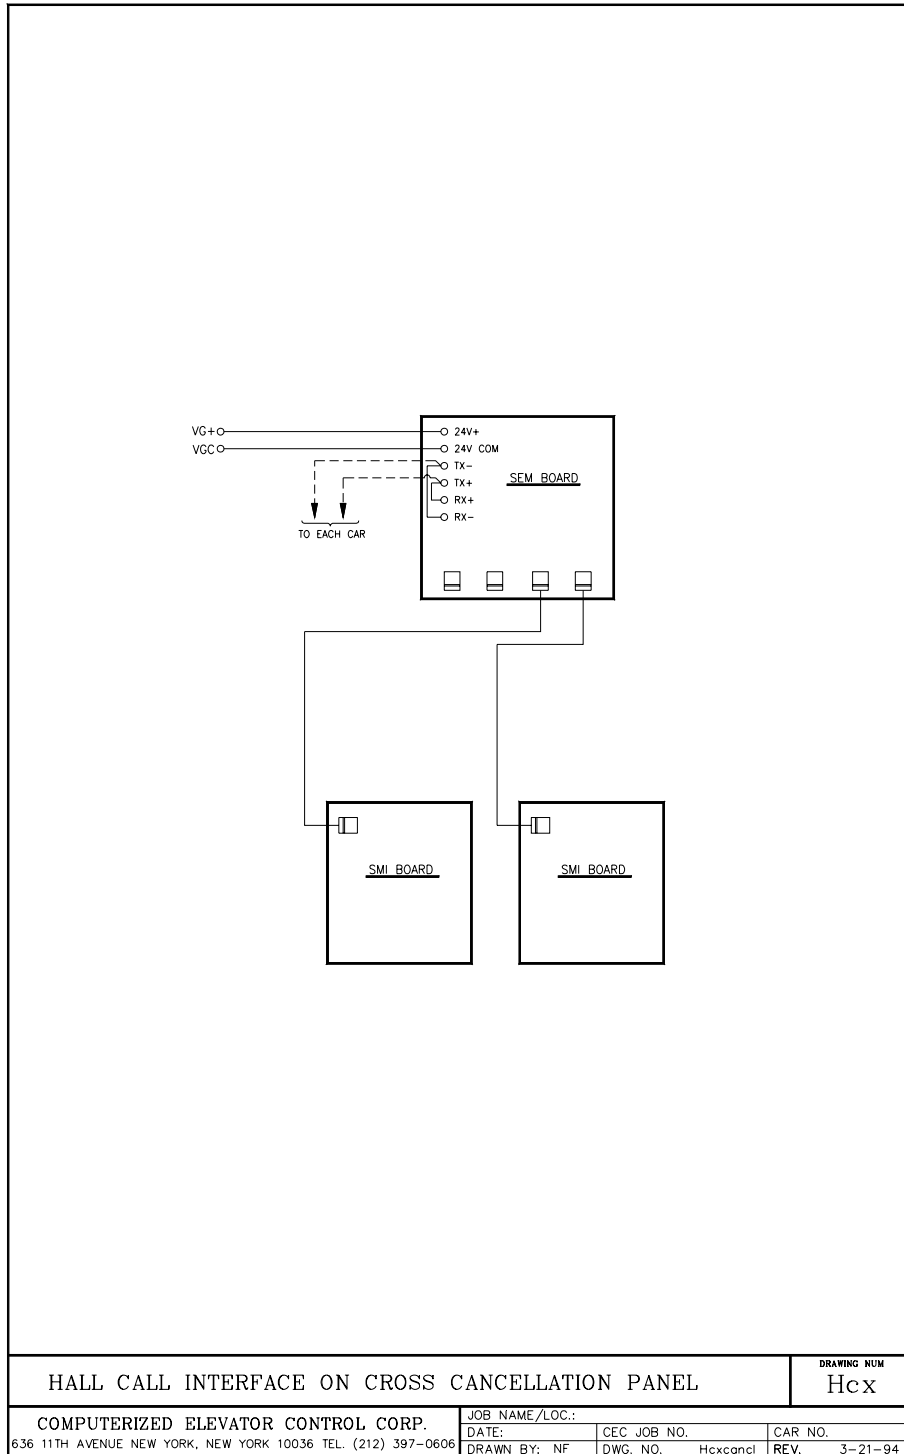 VG+
VGC
24V+
24V COM
TX-
TX+
RX+
RX-
SEM BOARD
TO EACH CAR
SMI BOARD
SMI BOARD
HALL CALL INTERFACE ON CROSS CANCELLATION PANEL
DRAWING NUM
Hcx
COMPUTERIZED ELEVATOR CONTROL CORP.
636 11TH AVENUE NEW YORK, NEW YORK 10036 TEL. (212) 397-0606
JOB NAME/LOC.:
DATE:
CEC JOB NO.
CAR NO.
DRAWN BY: NF
DWG. NO. Hcxcancl
REV. 3-21-94